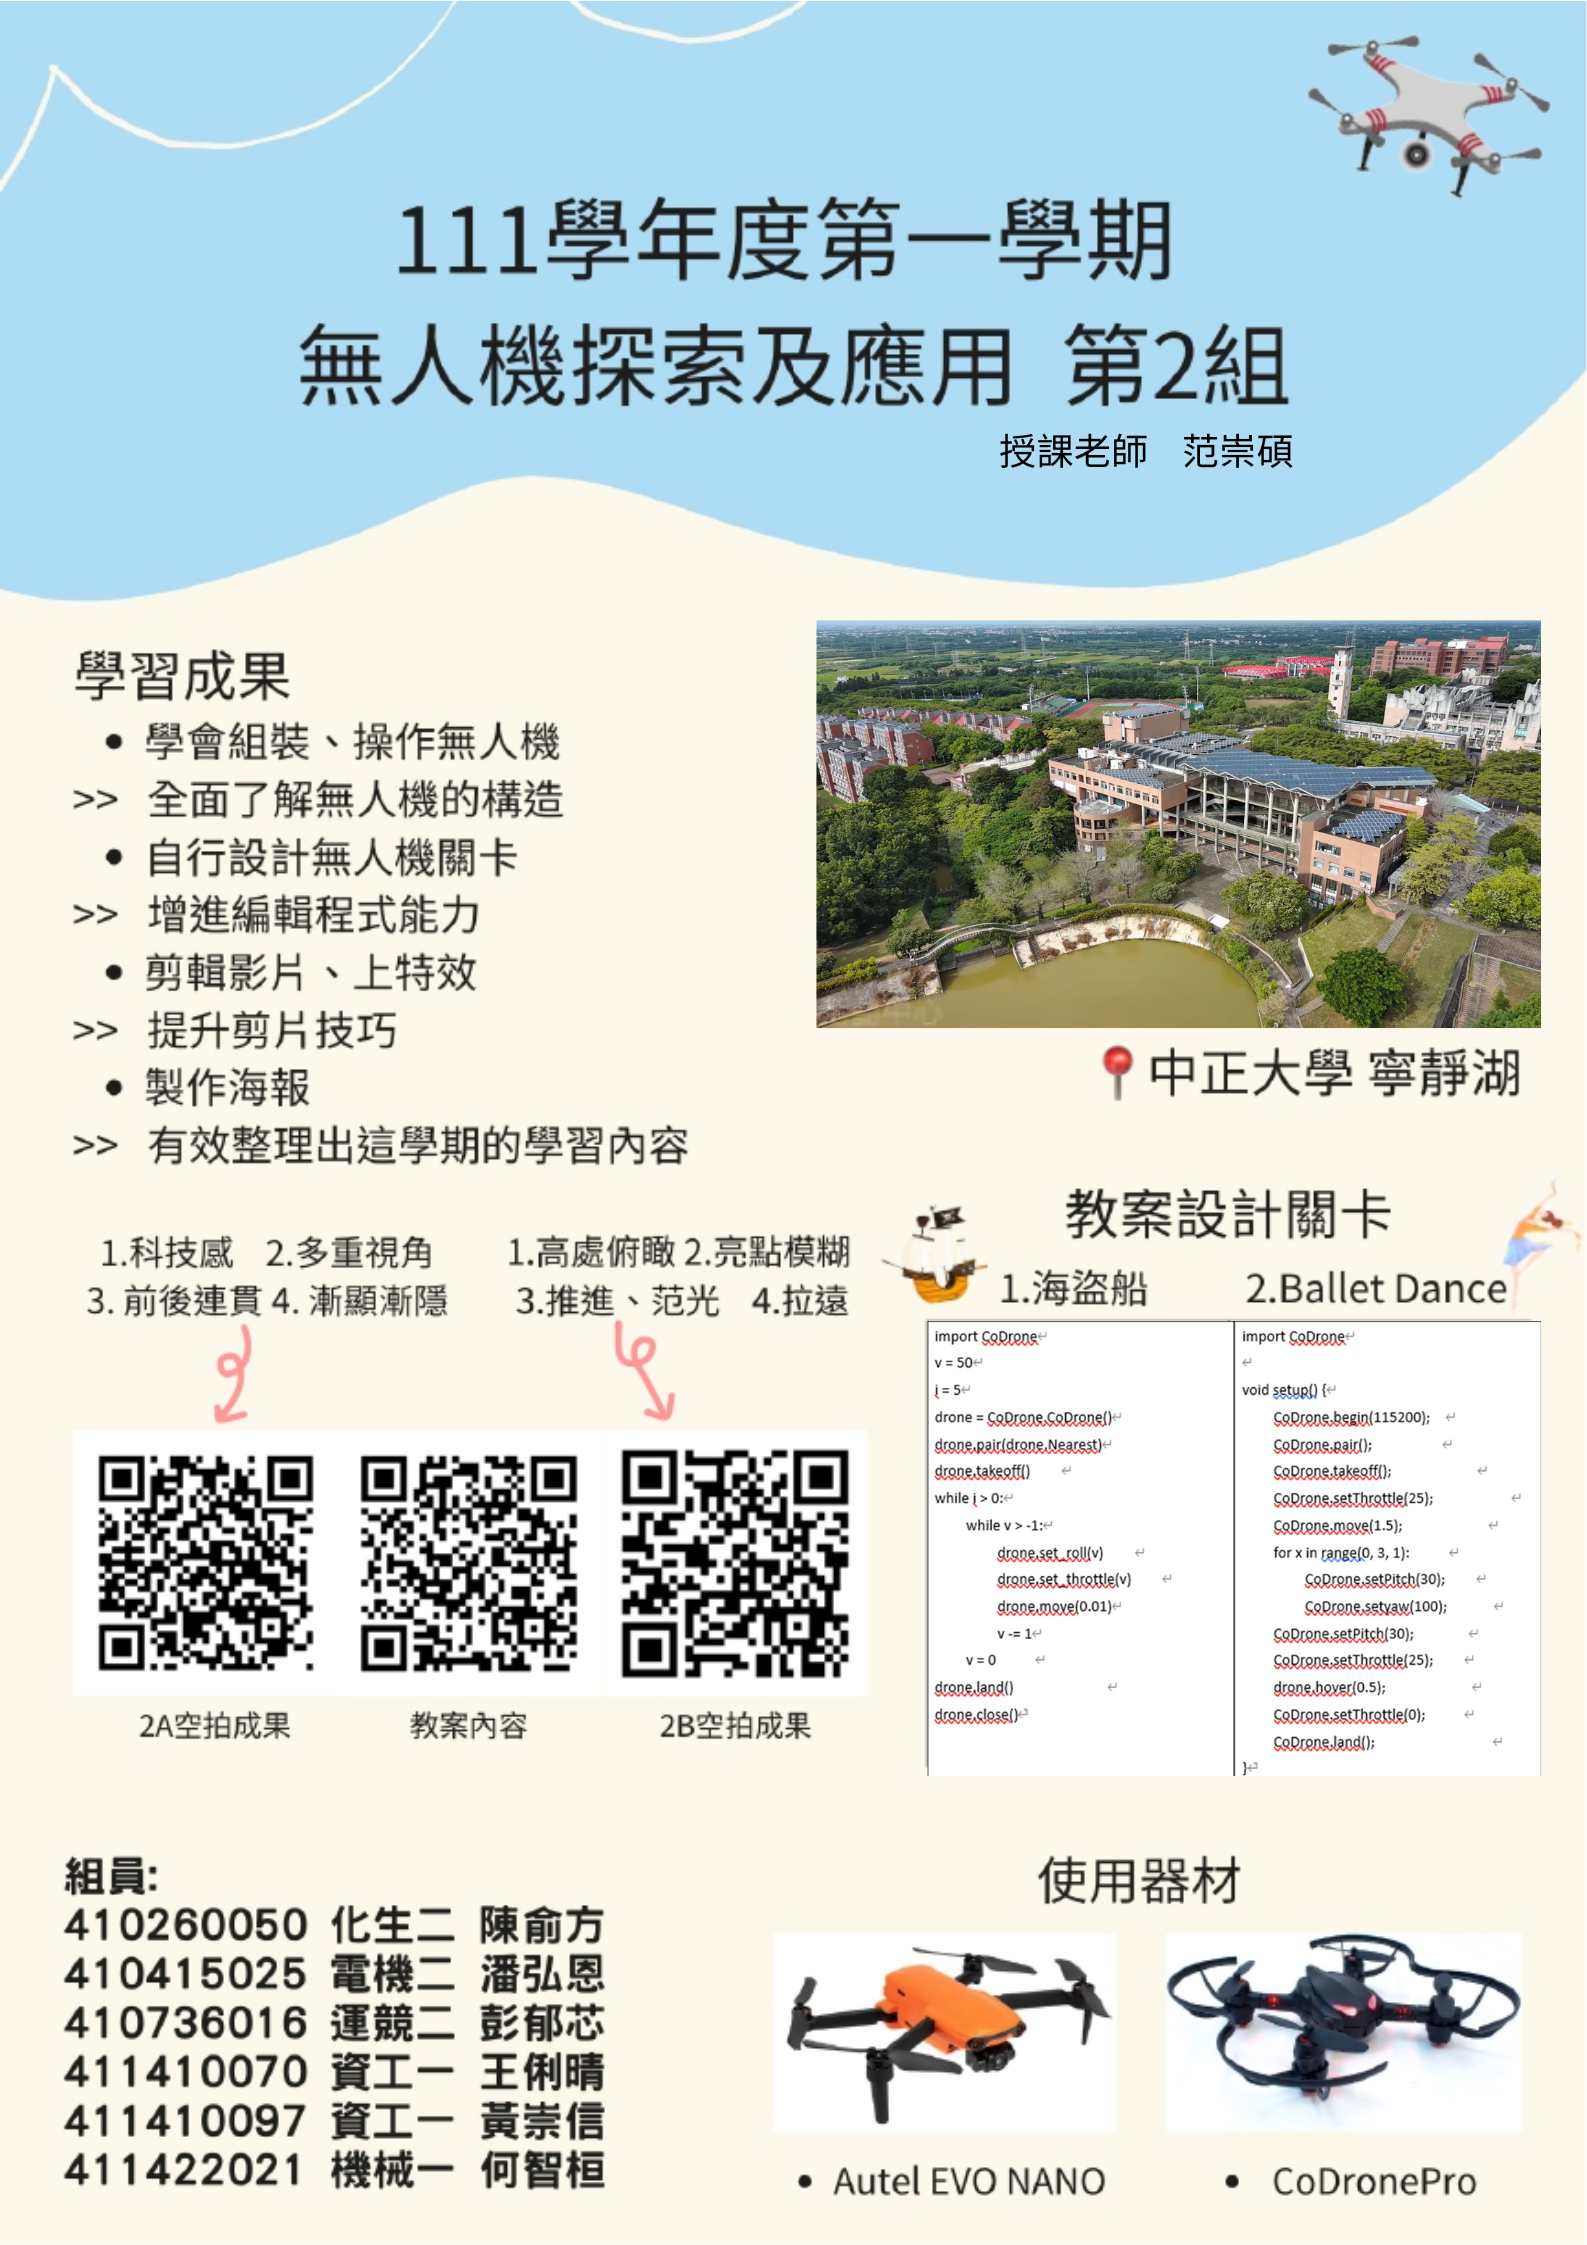 111學年度第一學期
無人機探索及應用 第2組
授課老師 范崇碩
學習成果
• 學會組裝、操作無人機
>> 全面了解無人機的構造
• 自行設計無人機關卡
>> 增進編輯程式能力
• 剪輯影片、上特效
>> 提升剪片技巧
• 製作海報
>> 有效整理出這學期的學習內容
中正大學 寧靜湖
1.科技感 2.多重視角
3. 前後連貫 4. 漸顯漸隱
1.高處俯瞰 2.亮點模糊
3.推進、范光 4.拉遠
2A空拍成果
教案內容
2B空拍成果
教案設計關卡
1.海盜船
2.Ballet Dance
import CoDrone
v = 50
i = 5
drone = CoDrone.CoDrone()
drone.pair(drone.Nearest)
drone.takeoff()
while i > 0:
while v > -1:
drone.set_roll(v)
drone.set_throttle(v)
drone.move(0.01)
v -= 1
v = 0
drone.land()
drone.close()
import CoDrone
void setup() {
CoDrone.begin(115200);
CoDrone.pair();
CoDrone.takeoff();
CoDrone.setThrottle(25);
CoDrone.move(1.5);
for x in range(0, 3, 1):
CoDrone.setPitch(30);
CoDrone.setyaw(100);
CoDrone.setPitch(30);
CoDrone.setThrottle(25);
drone.hover(0.5);
CoDrone.setThrottle(0);
CoDrone.land();
}
組員:
410260050 化生二 陳俞方
410415025 電機二 潘弘恩
410736016 運競二 彭郁芯
411410070 資工一 王俐晴
411410097 資工一 黃崇信
411422021 機械一 何智桓
使用器材
• Autel EVO NANO
• CoDronePro